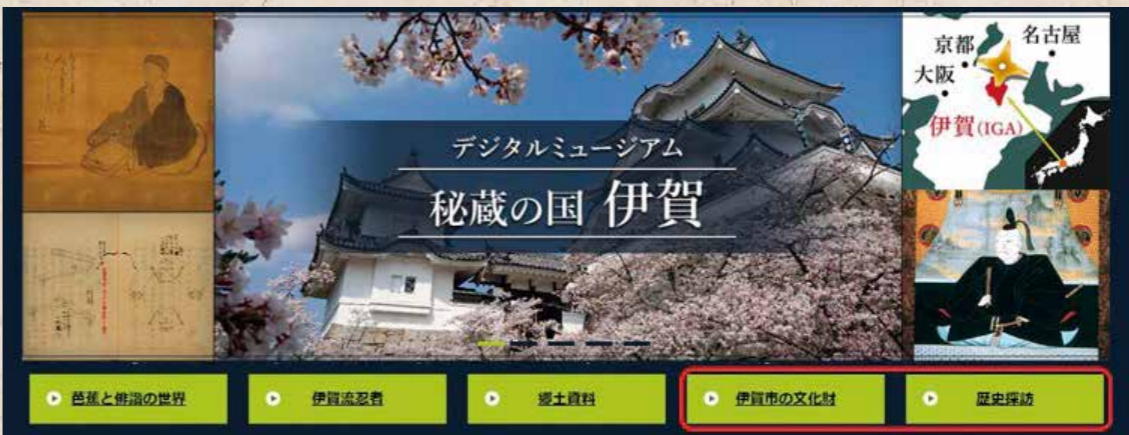 デジタルミュージアム
秘蔵の国 伊賀
京都
名古屋
大阪
伊賀(IGA)
芭蕉と俳諧の世界
伊賀流忍者
郷土資料
伊賀市の文化財
歴史探訪